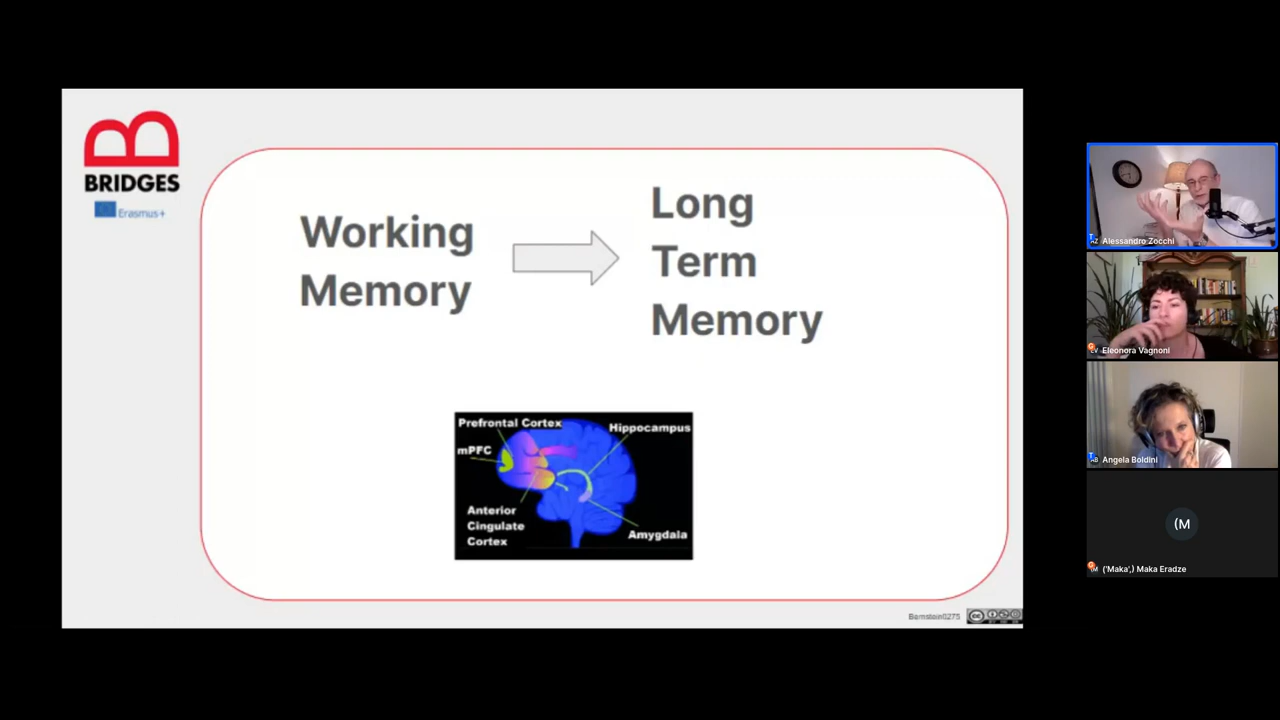 BRIDGES
Erasmus+
Working
Memory
Long
Term
Memory
Prefrontal Cortex
Hippocampus
mPFC
Anterior
Cingulate
Cortex
Amygdala
Bernstein0275
Alessandro Zocchi
Eleonora Vagnoni
Angela Boldini
(M
('Maka',) Maka Eradze